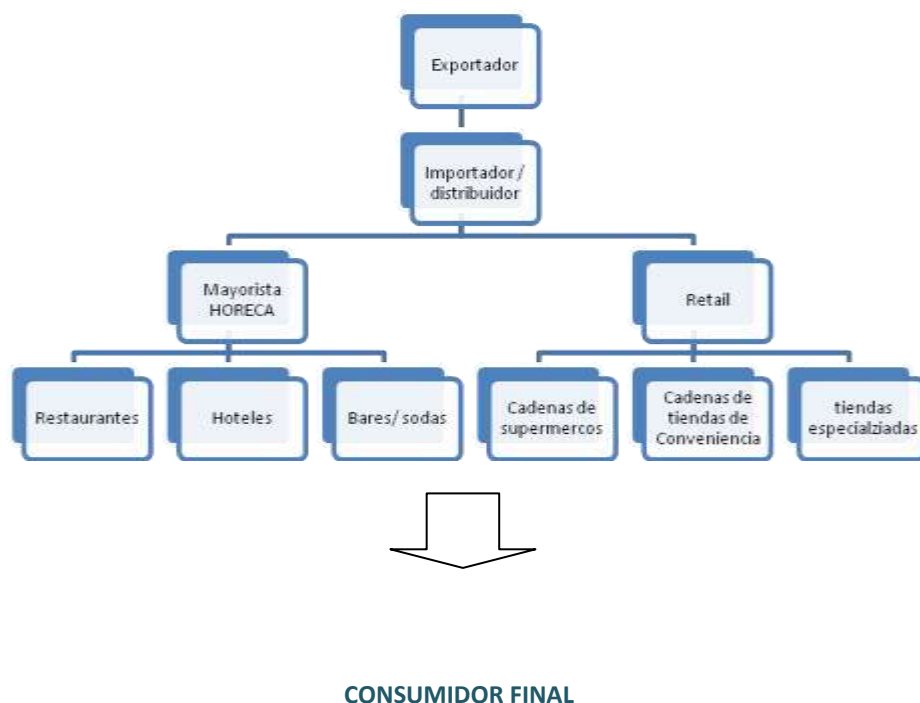 Exportador
Importador /
distribuidor
Mayorista
HORECA
Retail
Restaurantes
Hoteles
Bares/ sodas
Cadenas de
supermercos
Cadenas de
tiendas de
Conveniencia
tiendas
especialziadas
CONSUMIDOR FINAL